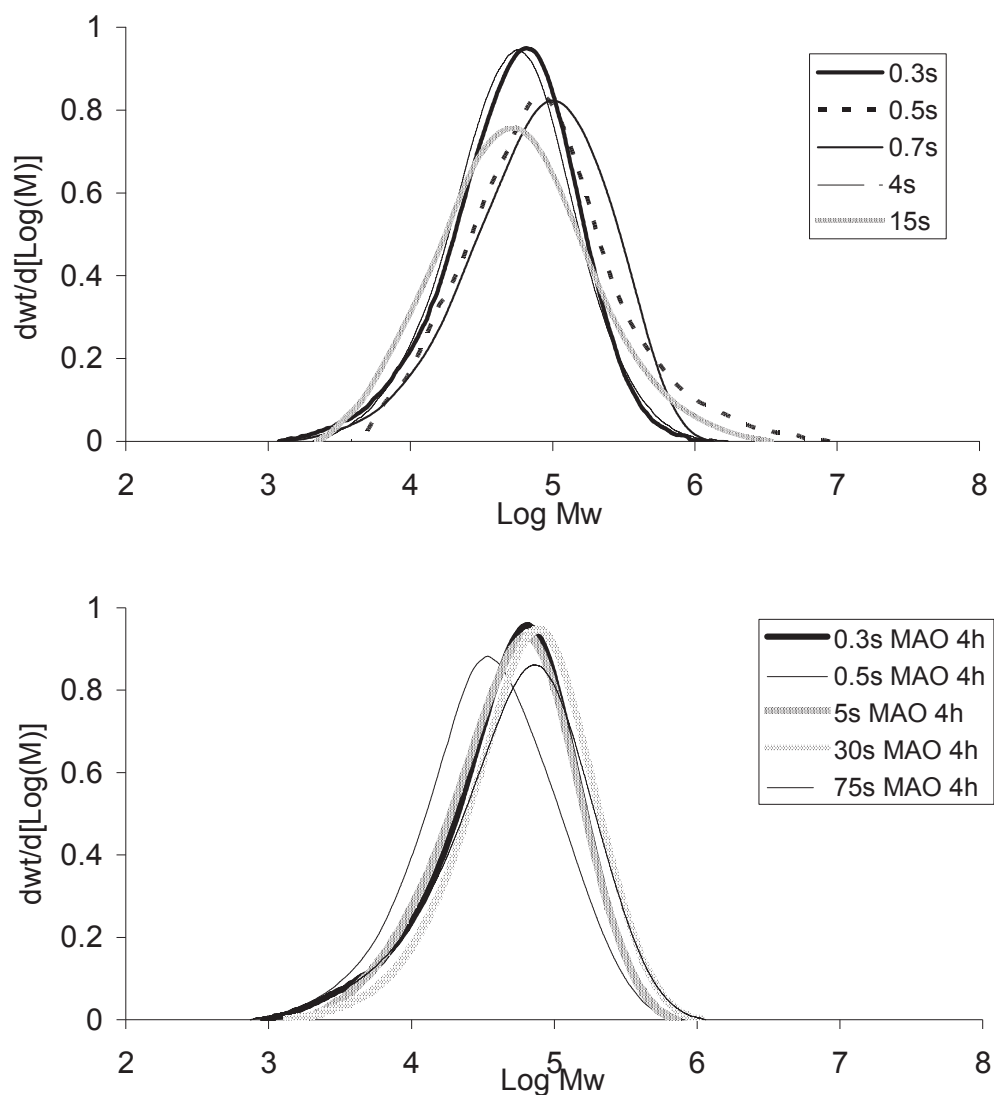 dwt/d[Log(M)]
1
0.8
0.6
0.4
0.2
0
2 3 4 5 6 7 8
Log Mw
0.3s
0.5s
0.7s
4s
15s
dwt/d[Log(M)]
1
0.8
0.6
0.4
0.2
0
2 3 4 5 6 7 8
Log Mw
0.3s MAO 4h
0.5s MAO 4h
5s MAO 4h
30s MAO 4h
75s MAO 4h